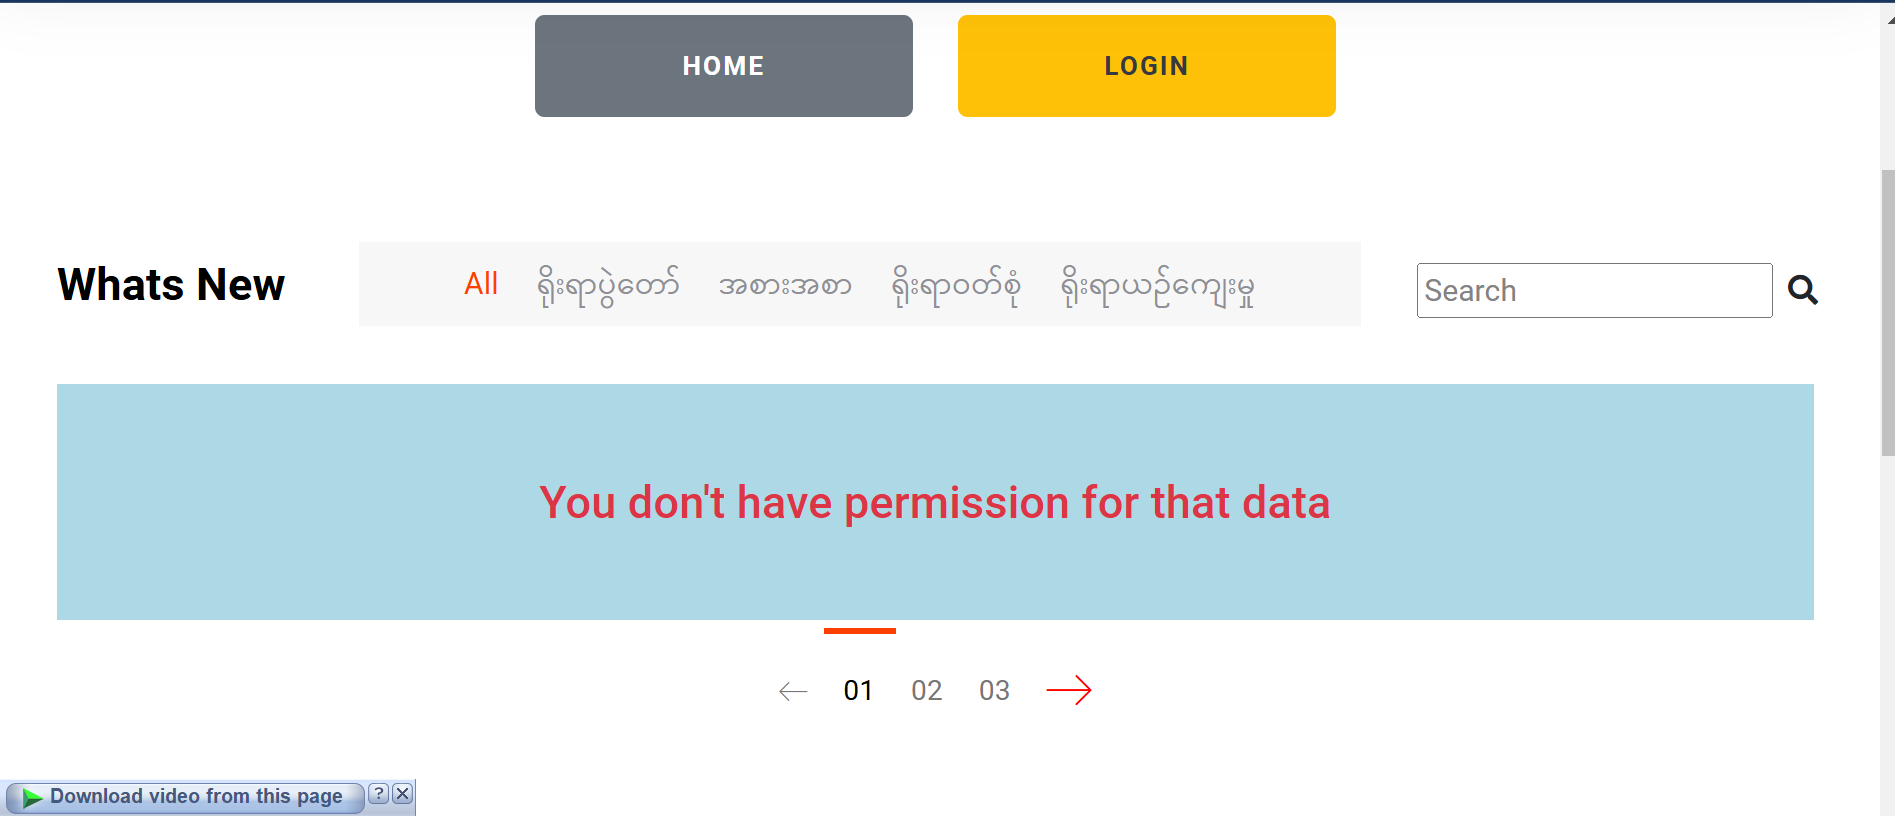 HOME LOGIN
Whats New All ရိုးရာပွဲတော် အစားအစာ ရိုးရာဝတ်စုံ ရိုးရာယဉ်ကျေးမှု Search
You don't have permission for that data
01 02 03
Download video from this page ?